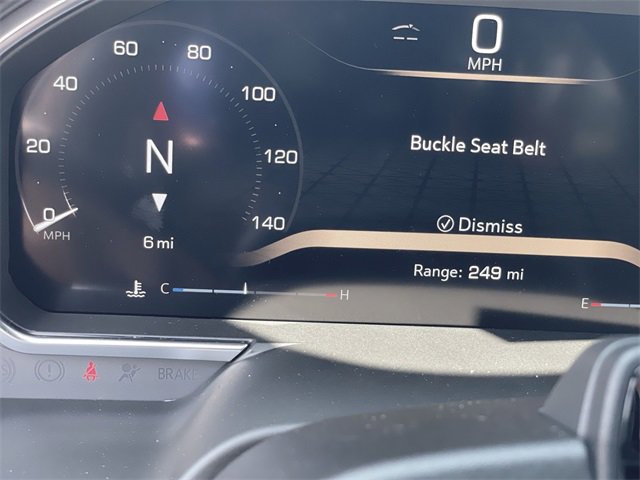 60
80
40
100
20
N
120
0
140
MPH
6 mi
C
H
0
MPH
Buckle Seat Belt
Dismiss
Range: 249 mi
E
BRAKE